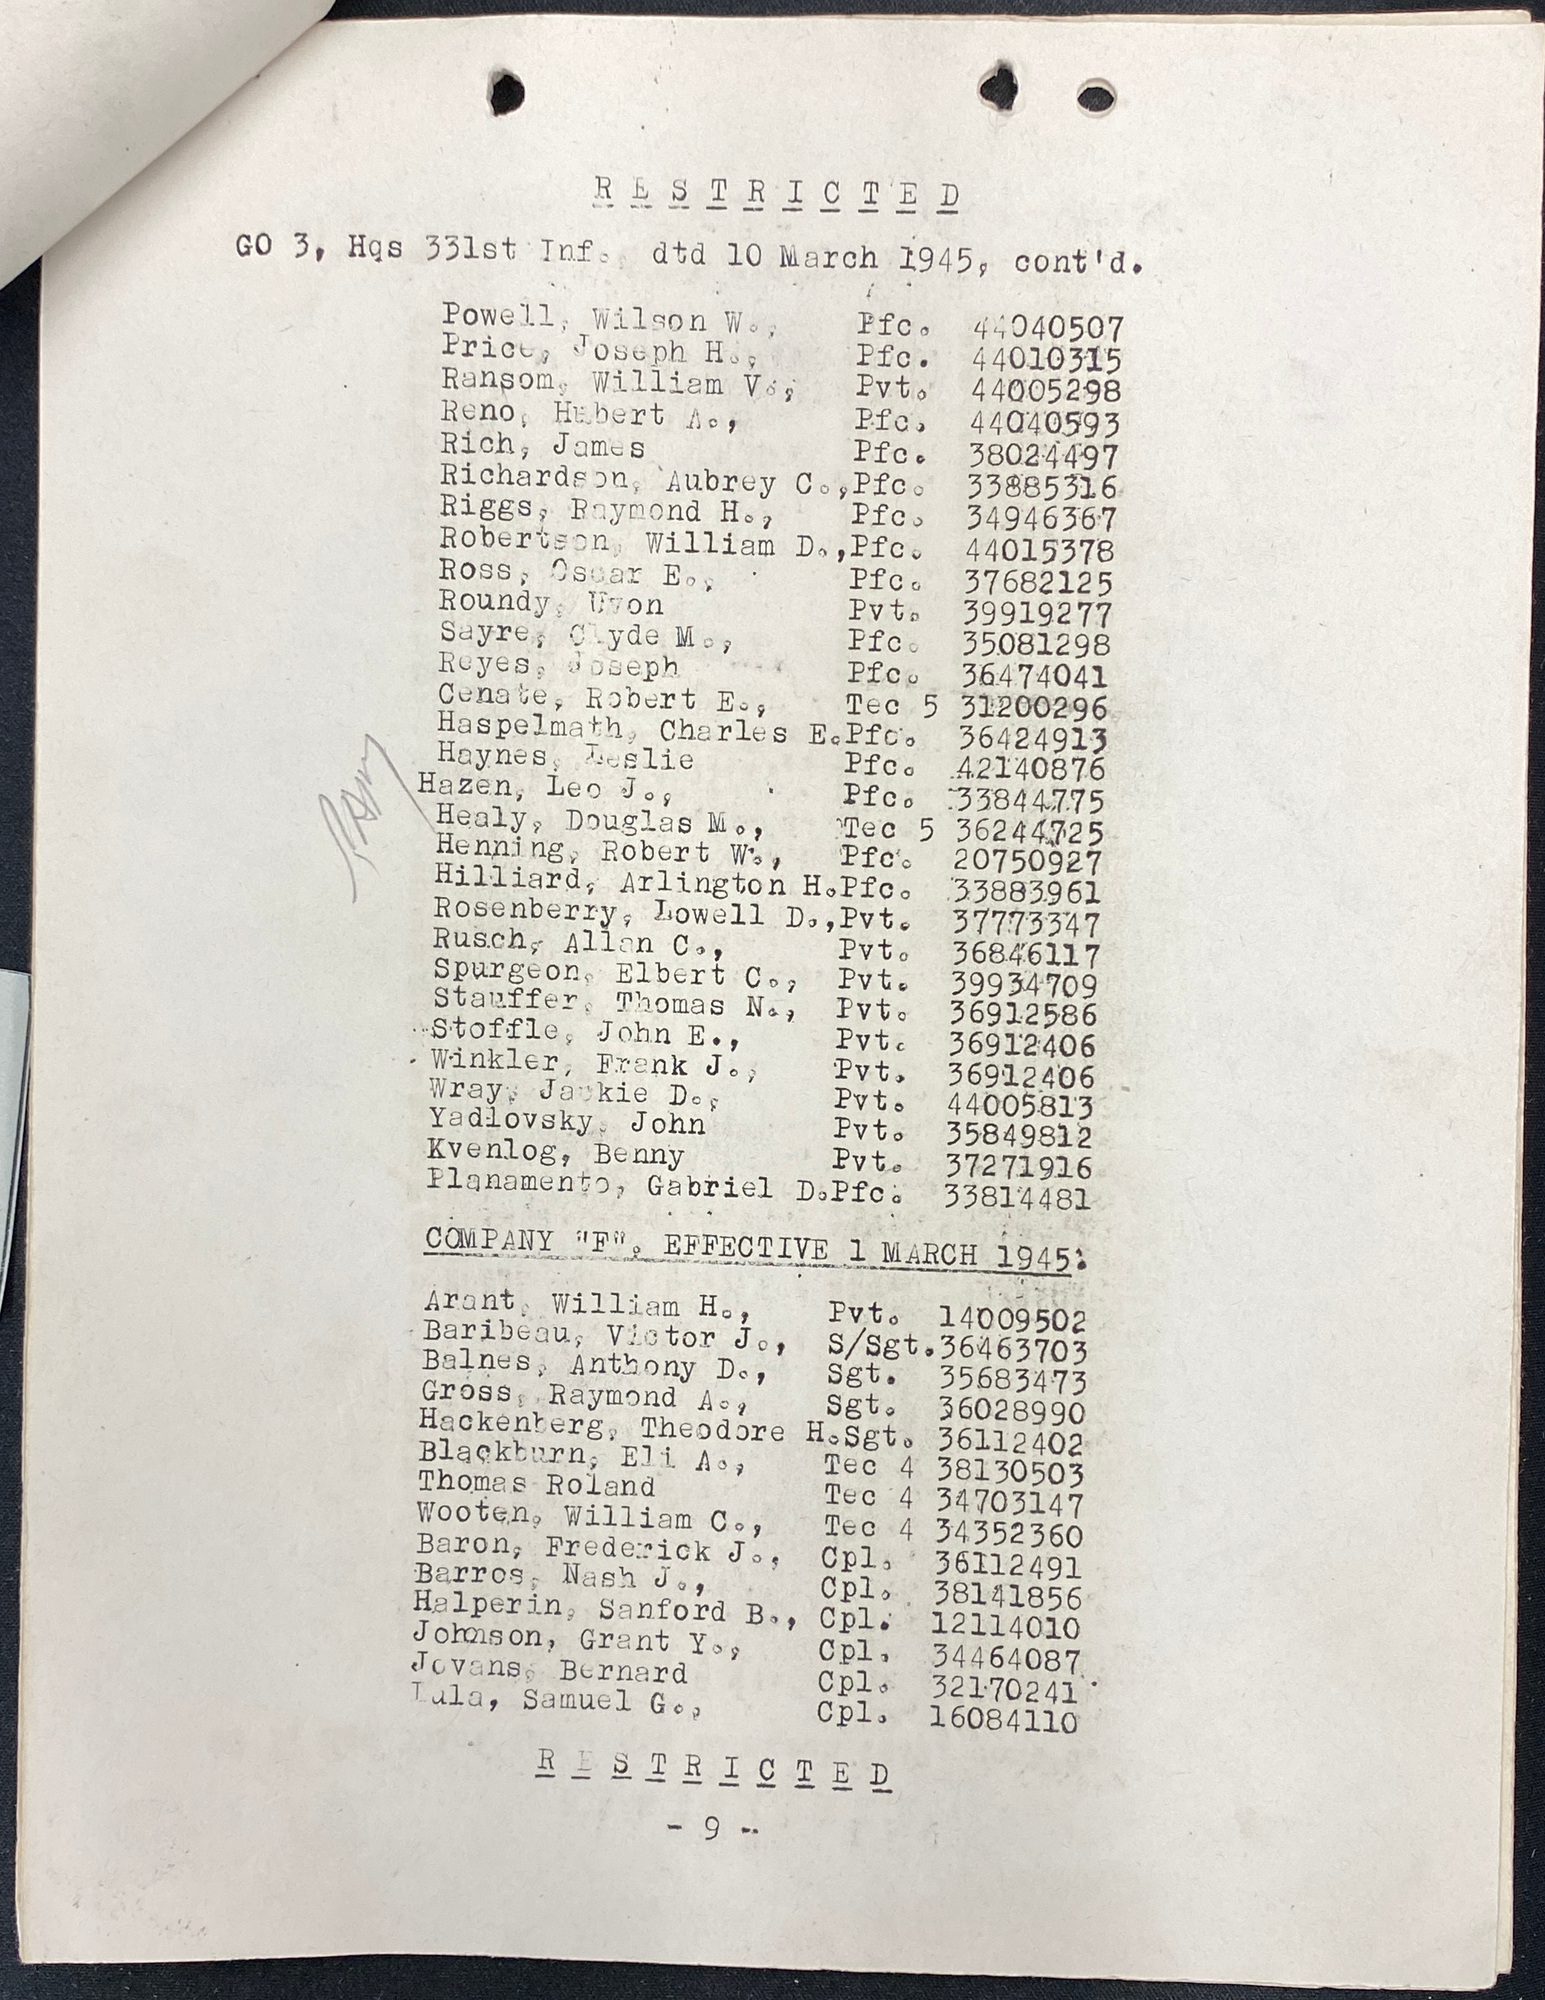 R E S T R I C T E D
GO 3, Hqs 331st Inf., dtd 10 March 1945, cont'd.
Powell, Wilson W., Pfc. 44040507
Price, Joseph H., Pfc. 44010315
Ransom, William V., Pvt. 44005298
Reno, Hubert A., Pfc. 44040593
Rich, James Pfc. 38024497
Richardson, Aubrey C., Pfc. 33885316
Riggs, Raymond H., Pfc. 34946367
Robertson, William D., Pfc. 44015378
Ross, Oscar E., Pfc. 37682125
Roundy, Uvon Pvt. 39919277
Sayre, Clyde M., Pfc. 35081298
Reyes, Joseph Pfc. 36474041
Cenate, Robert E., Tec 5 31200296
Haspelmath, Charles E. Pfc. 36424913
Haynes, Leslie Pfc. 42140876
Hazen, Leo J., Pfc. 33844775
Healy, Douglas M., Tec 5 36244725
Henning, Robert W., Pfc. 20750927
Hilliard, Arlington H. Pfc. 33883961
Rosenberry, Lowell D., Pvt. 37773347
Rusch, Allan C., Pvt. 36846117
Spurgeon, Elbert C., Pvt. 39934709
Stauffer, Thomas N., Pvt. 36912586
Stoffle, John E., Pvt. 36912406
Winkler, Frank J., Pvt. 36912406
Wray, Jackie D., Pvt. 44005813
Yadlovsky, John Pvt. 35849812
Kvenlog, Benny Pvt. 37271916
Planamento, Gabriel D. Pfc. 33814481
COMPANY "F", EFFECTIVE 1 MARCH 1945:
Arant, William H., Pvt. 14009502
Baribeau, Victor J., S/Sgt. 36463703
Balnes, Anthony D., Sgt. 35683473
Gross, Raymond A., Sgt. 36028990
Hackenberg, Theodore H. Sgt. 36112402
Blackburn, Eli A., Tec 4 38130503
Thomas Roland Tec 4 34703147
Wooten, William C., Tec 4 34352360
Baron, Frederick J., Cpl. 36112491
Barros, Nash J., Cpl. 38141856
Halperin, Sanford B., Cpl. 12114010
Johnson, Grant Y., Cpl. 34464087
Jovans, Bernard Cpl. 32170241
Lula, Samuel G., Cpl. 16084110
R E S T R I C T E D
- 9 -